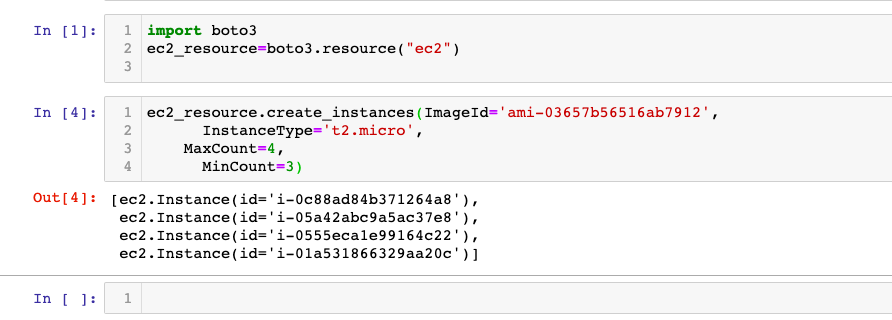 In [1]:
1 import boto3
2 ec2_resource=boto3.resource("ec2")
3
In [4]:
1 ec2_resource.create_instances(ImageId='ami-03657b56516ab7912',
2 InstanceType='t2.micro',
3 MaxCount=4,
4 MinCount=3)
Out[4]:
[ec2.Instance(id='i-0c88ad84b371264a8'),
ec2.Instance(id='i-05a42abc9a5ac37e8'),
ec2.Instance(id='i-0555eca1e99164c22'),
ec2.Instance(id='i-01a531866329aa20c')]
In [ ]:
1